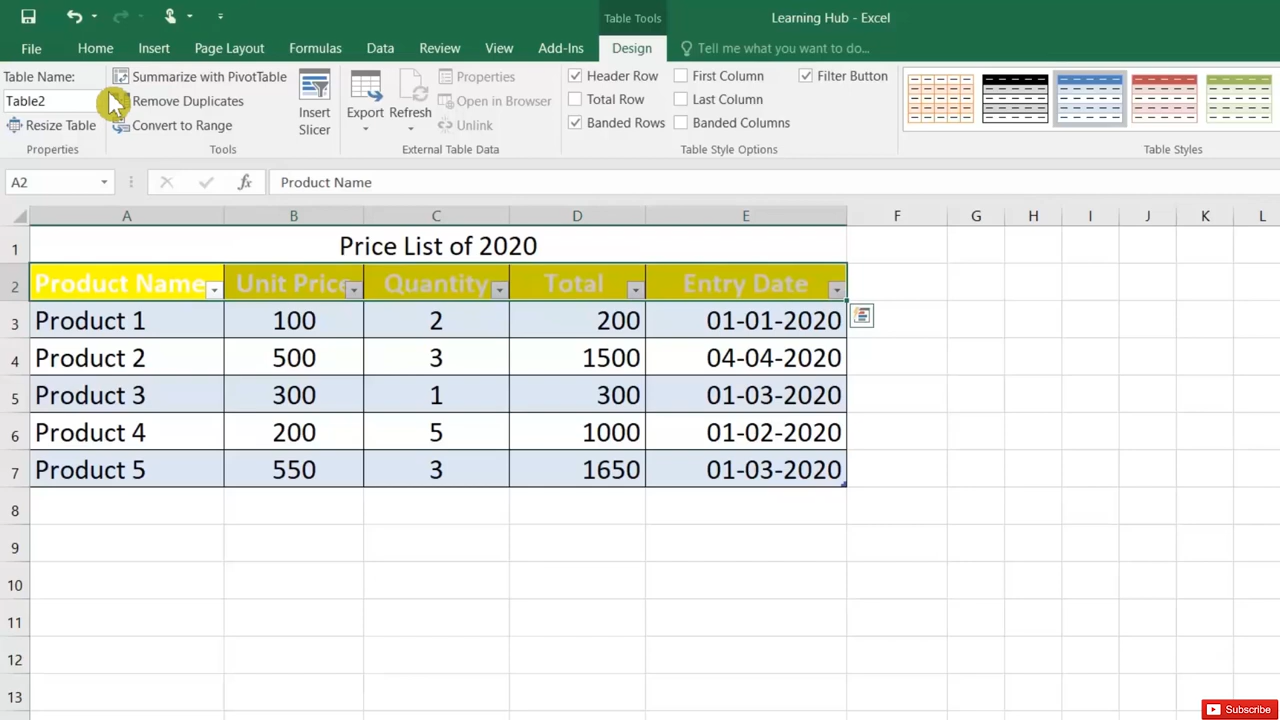 Table Tools
Learning Hub - Excel
File Home Insert Page Layout Formulas Data Review View Add-Ins Design Tell me what you want to do...
Table Name:
Table2
Resize Table
Properties
Summarize with PivotTable
Remove Duplicates
Convert to Range
Tools
Insert
Slicer
Export
Refresh
Properties
Open in Browser
Unlink
External Table Data
Header Row First Column Filter Button
Total Row Last Column
Banded Rows Banded Columns
Table Style Options
Table Styles
A2 fx Product Name
A B C D E F G H I J K L
1 Price List of 2020
2 Product Name Unit Price Quantity Total Entry Date
3 Product 1 100 2 200 01-01-2020
4 Product 2 500 3 1500 04-04-2020
5 Product 3 300 1 300 01-03-2020
6 Product 4 200 5 1000 01-02-2020
7 Product 5 550 3 1650 01-03-2020
8
9
10
11
12
13
Subscribe